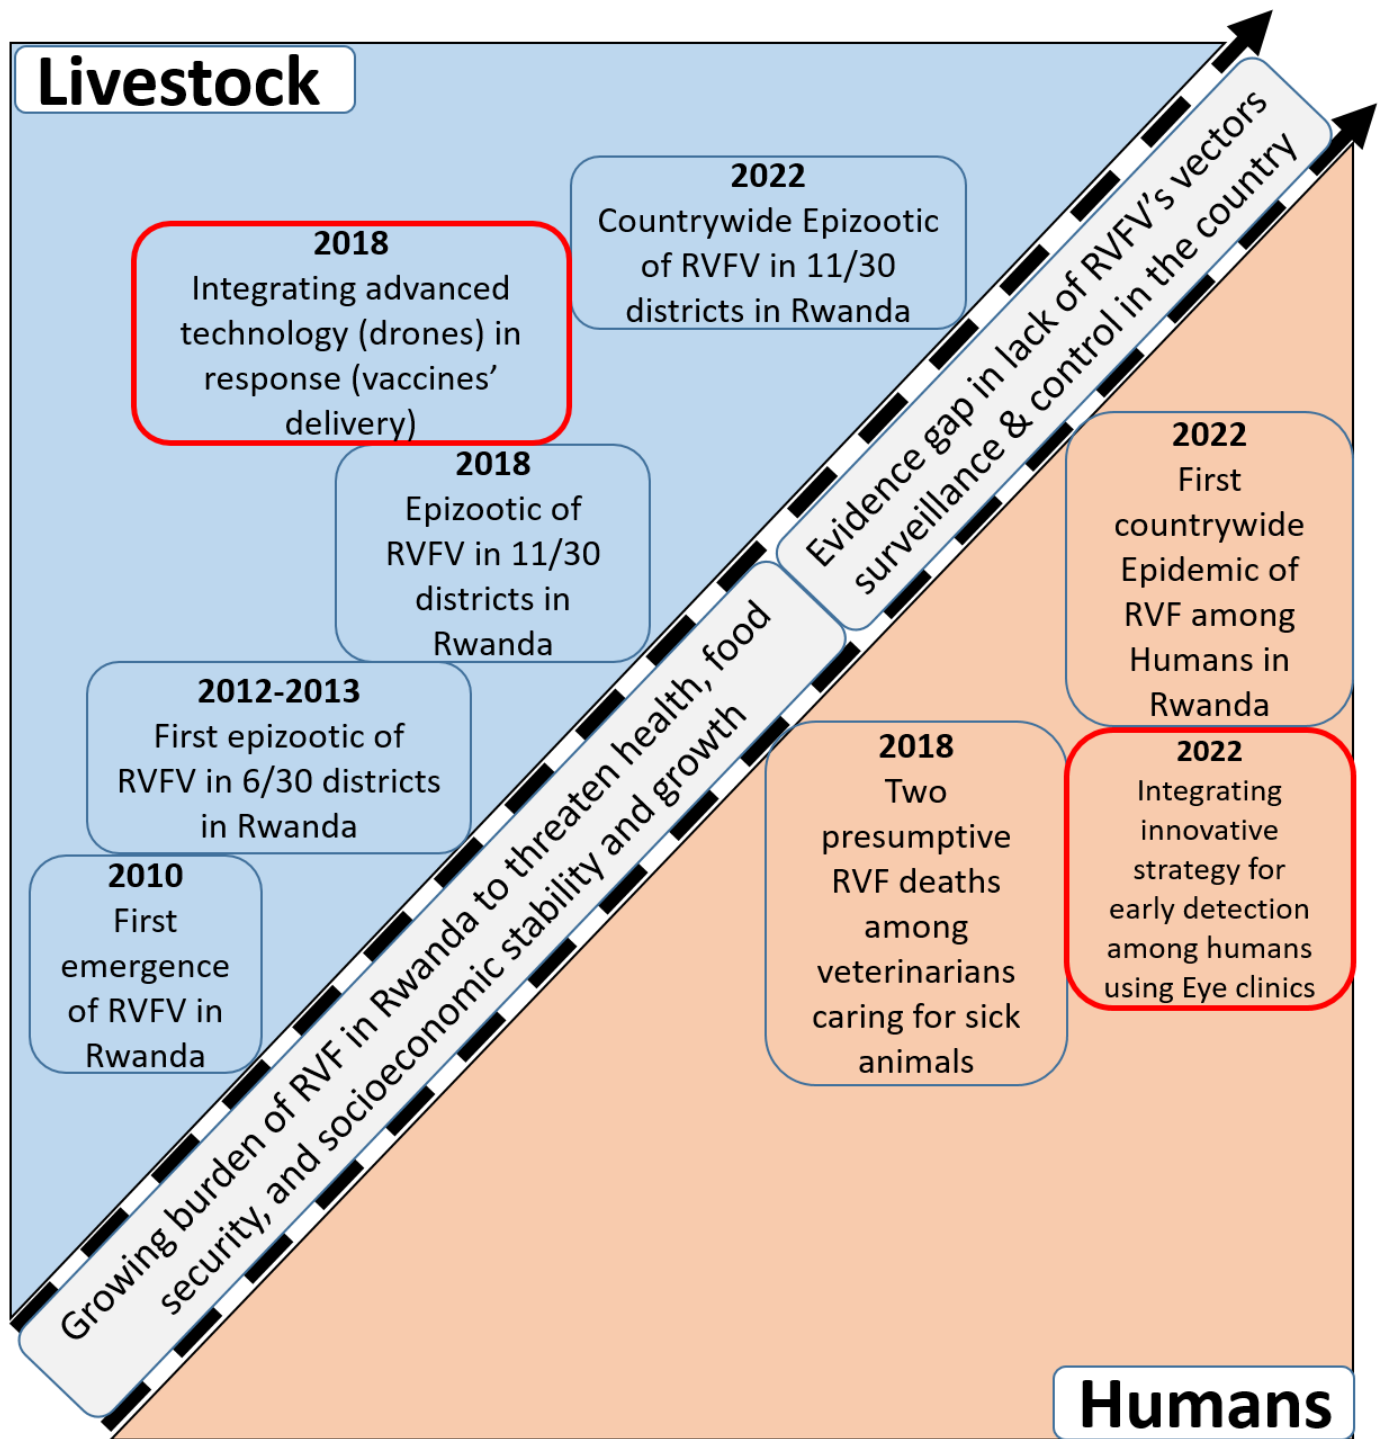 Livestock
2022
Countrywide Epizootic
of RVFV in 11/30
districts in Rwanda
2018
Integrating advanced
technology (drones) in
response (vaccines’
delivery)
2018
Epizootic of
RVFV in 11/30
districts in
Rwanda
2012-2013
First epizootic of
RVFV in 6/30 districts
in Rwanda
2010
First
emergence
of RVFV in
Rwanda
Evidence gap in lack of RVFV’s vectors
surveillance & control in the country
Growing burden of RVF in Rwanda to threaten health, food
security, and socioeconomic stability and growth
2022
First
countrywide
Epidemic of
RVF among
Humans in
Rwanda
2018
Two
presumptive
RVF deaths
among
veterinarians
caring for sick
animals
2022
Integrating
innovative
strategy for
early detection
among humans
using Eye clinics
Humans